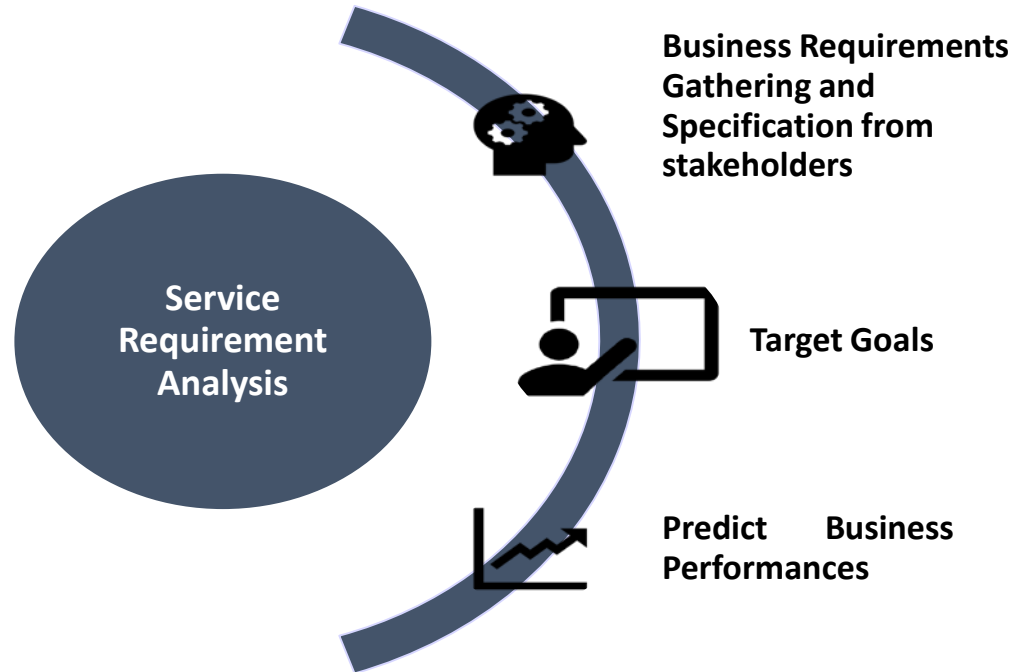 Business Requirements
Gathering and
Specification from
stakeholders
Service
Requirement
Analysis
Target Goals
Predict Business
Performances